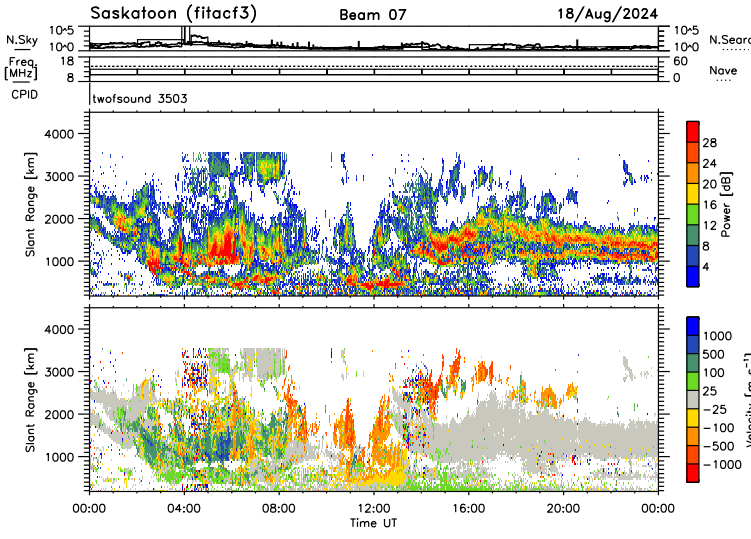 Saskatoon (fitacf3) Beam 07 18/Aug/2024
N.Sky 10^5 10^0 10^5 10^0 N.Sear
Freq. [MHz] 18 8 60 0 Nave
CPID twofsound 3503
Slant Range [km] 4000 3000 2000 1000
Power [dB] 28 24 20 16 12 8 4
Slant Range [km] 4000 3000 2000 1000
Velocity [m s^-1] 1000 500 100 25 -25 -100 -500 -1000
00:00 04:00 08:00 12:00 16:00 20:00 00:00
Time UT